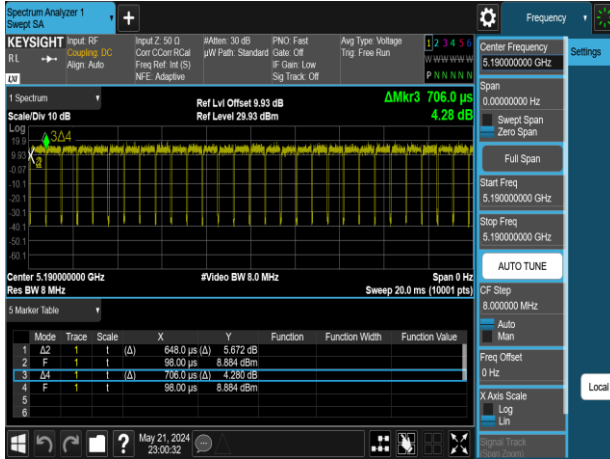 Spectrum Analyzer 1
Swept SA
+
Frequency
KEYSIGHT
RL
LXI
Input: RF
Coupling: DC
Align: Auto
Input Z: 50 Ω
Corr CCorr RCal
Freq Ref: Int (S)
NFE: Adaptive
#Atten: 30 dB
µW Path: Standard
PNO: Fast
Gate: Off
IF Gain: Low
Sig Track: Off
Avg Type: Voltage
Trig: Free Run
1 2 3 4 5 6
W W W W W W
P N N N N N
1 Spectrum
Scale/Div 10 dB
Log
Ref Lvl Offset 9.93 dB
Ref Level 29.93 dBm
ΔMkr3 706.0 µs
4.28 dB
3Δ4
19.9
9.93
-0.07
-10.1
-20.1
-30.1
-40.1
-50.1
-60.1
Center 5.190000000 GHz
Res BW 8 MHz
#Video BW 8.0 MHz
Span 0 Hz
Sweep 20.0 ms (10001 pts)
5 Marker Table
Mode Trace Scale X Y Function Function Width Function Value
1 Δ2 1 t (Δ) 648.0 µs (Δ) 5.672 dB
2 F 1 t 98.00 µs 8.884 dBm
3 Δ4 1 t (Δ) 706.0 µs (Δ) 4.280 dB
4 F 1 t 98.00 µs 8.884 dBm
5
6
May 21, 2024
23:00:32
?
Center Frequency
5.190000000 GHz
Settings
Span
0.00000000 Hz
Swept Span
Zero Span
Full Span
Start Freq
5.190000000 GHz
Stop Freq
5.190000000 GHz
AUTO TUNE
CF Step
8.000000 MHz
Auto
Man
Freq Offset
0 Hz
Local
X Axis Scale
Log
Lin
Signal Track
(Span Zoom)